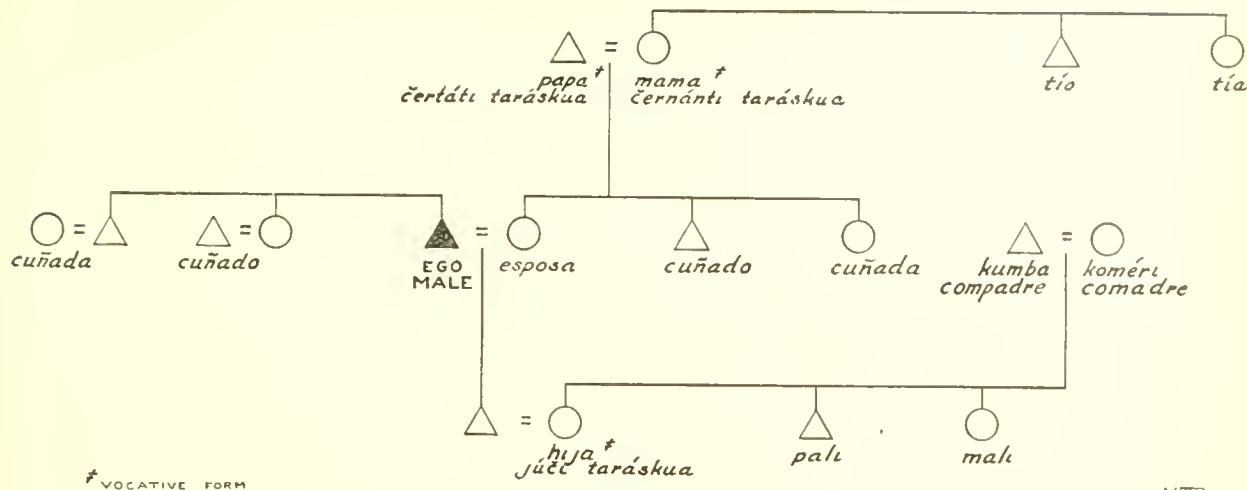 papa ‡ mama ‡
čertáti taráskua černánti taráskua
tío tía
cuñada cuñado EGO MALE esposa cuñado cuñada kumba compadre koméri comadre
hija ‡
júči taráskua
pali mali
‡ VOCATIVE FORM